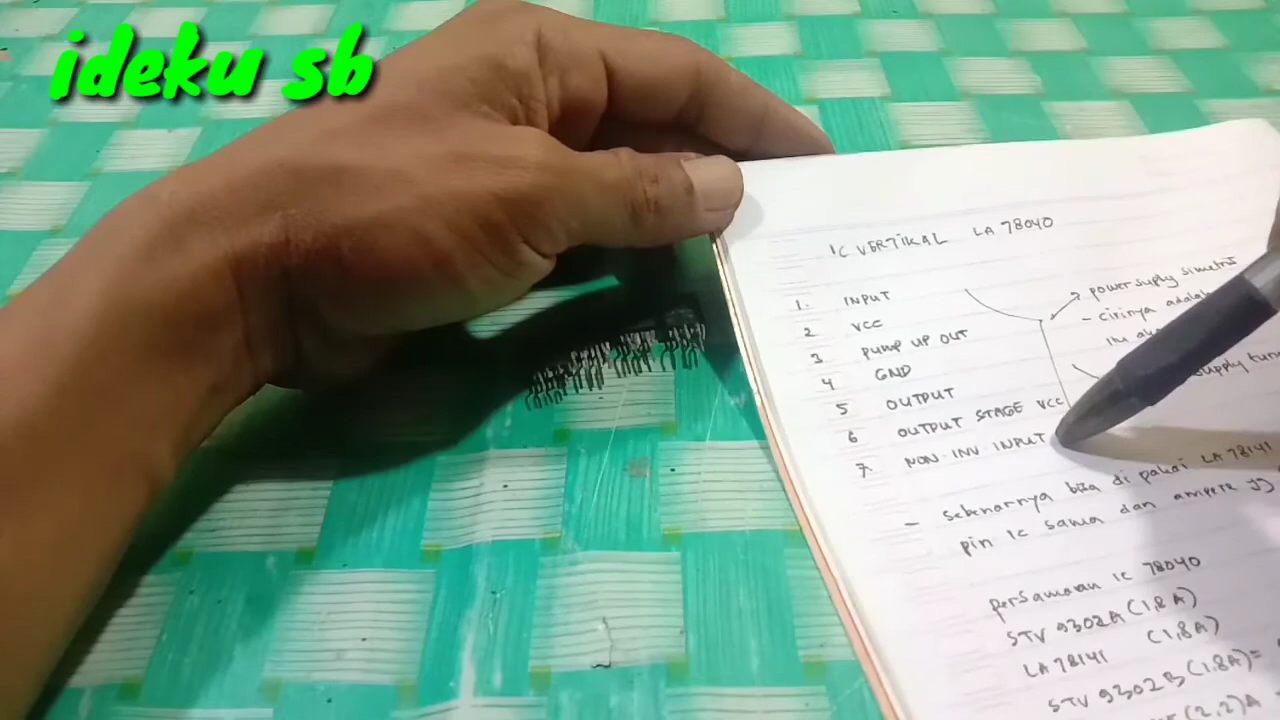 ideku sb
IC VERTIKAL LA 78040
1. INPUT
2 VCC
3 PUMP UP OUT
4 GND
5 OUTPUT
6 OUTPUT STAGE VCC
7. NON. INV INPUT
power suply simetris
- cirinya adalah
supply tun
- sebenarnya bisa di pakai LA 78141
pin ic sama dan ampere
persamaan IC 78040
STV 9302A (1,8A)
LA 78141 (1,8A)
STV 9302B (1.8A) =
(2,2)A